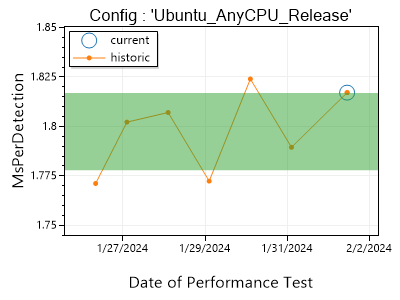 Config : 'Ubuntu_AnyCPU_Release'
current
historic
MsPerDetection
1.85
1.825
1.8
1.775
1.75
1/27/2024
1/29/2024
1/31/2024
2/2/2024
Date of Performance Test